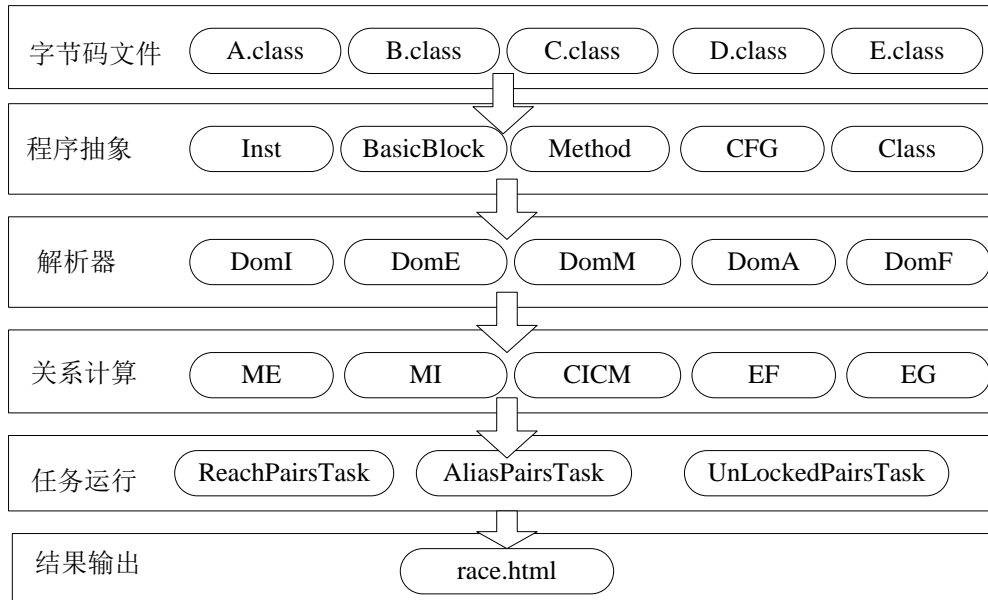 字节码文件 A.class B.class C.class D.class E.class
程序抽象 Inst BasicBlock Method CFG Class
解析器 DomI DomE DomM DomA DomF
关系计算 ME MI CICM EF EG
任务运行 ReachPairsTask AliasPairsTask UnLockedPairsTask
结果输出 race.html